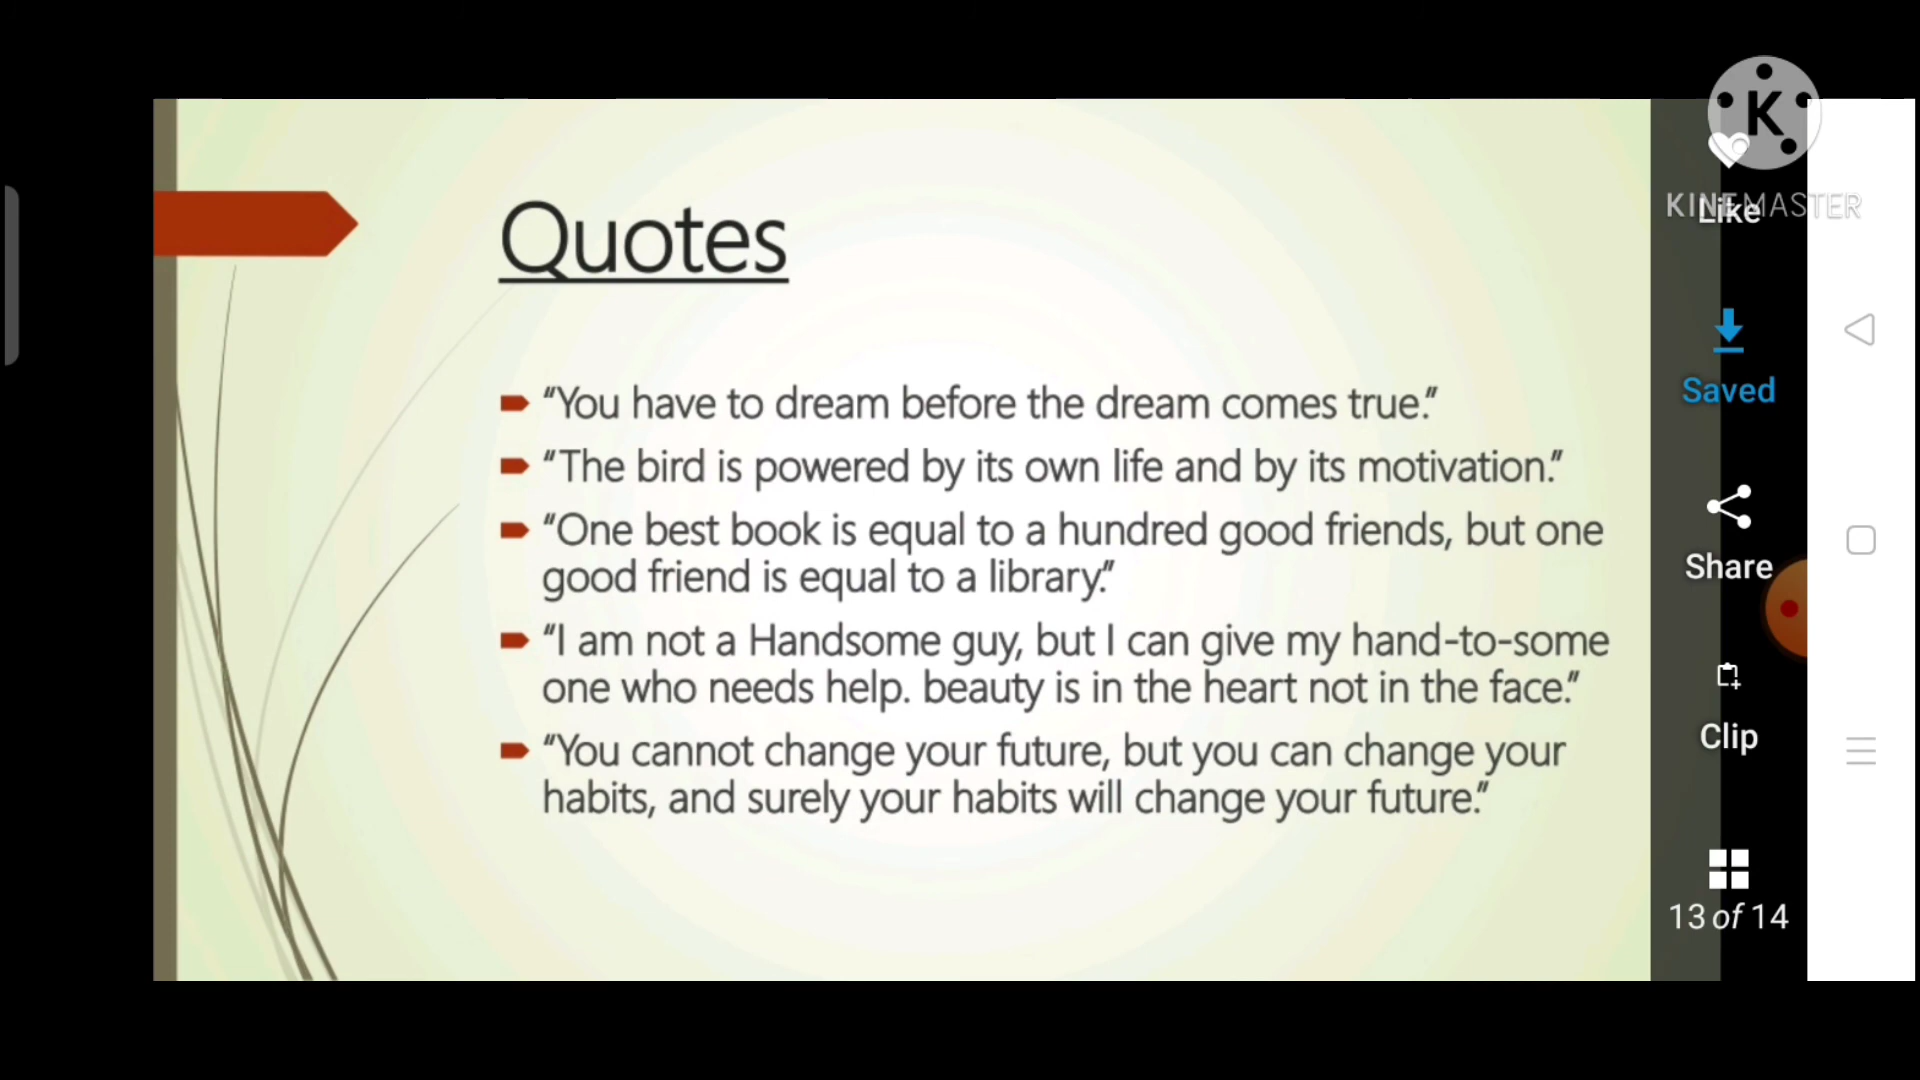 Quotes
“You have to dream before the dream comes true.”
“The bird is powered by its own life and by its motivation.”
“One best book is equal to a hundred good friends, but one
good friend is equal to a library.”
“I am not a Handsome guy, but I can give my hand-to-some
one who needs help. beauty is in the heart not in the face.”
“You cannot change your future, but you can change your
habits, and surely your habits will change your future.”
K
KINEMASTER
Like
Saved
Share
Clip
13 of 14